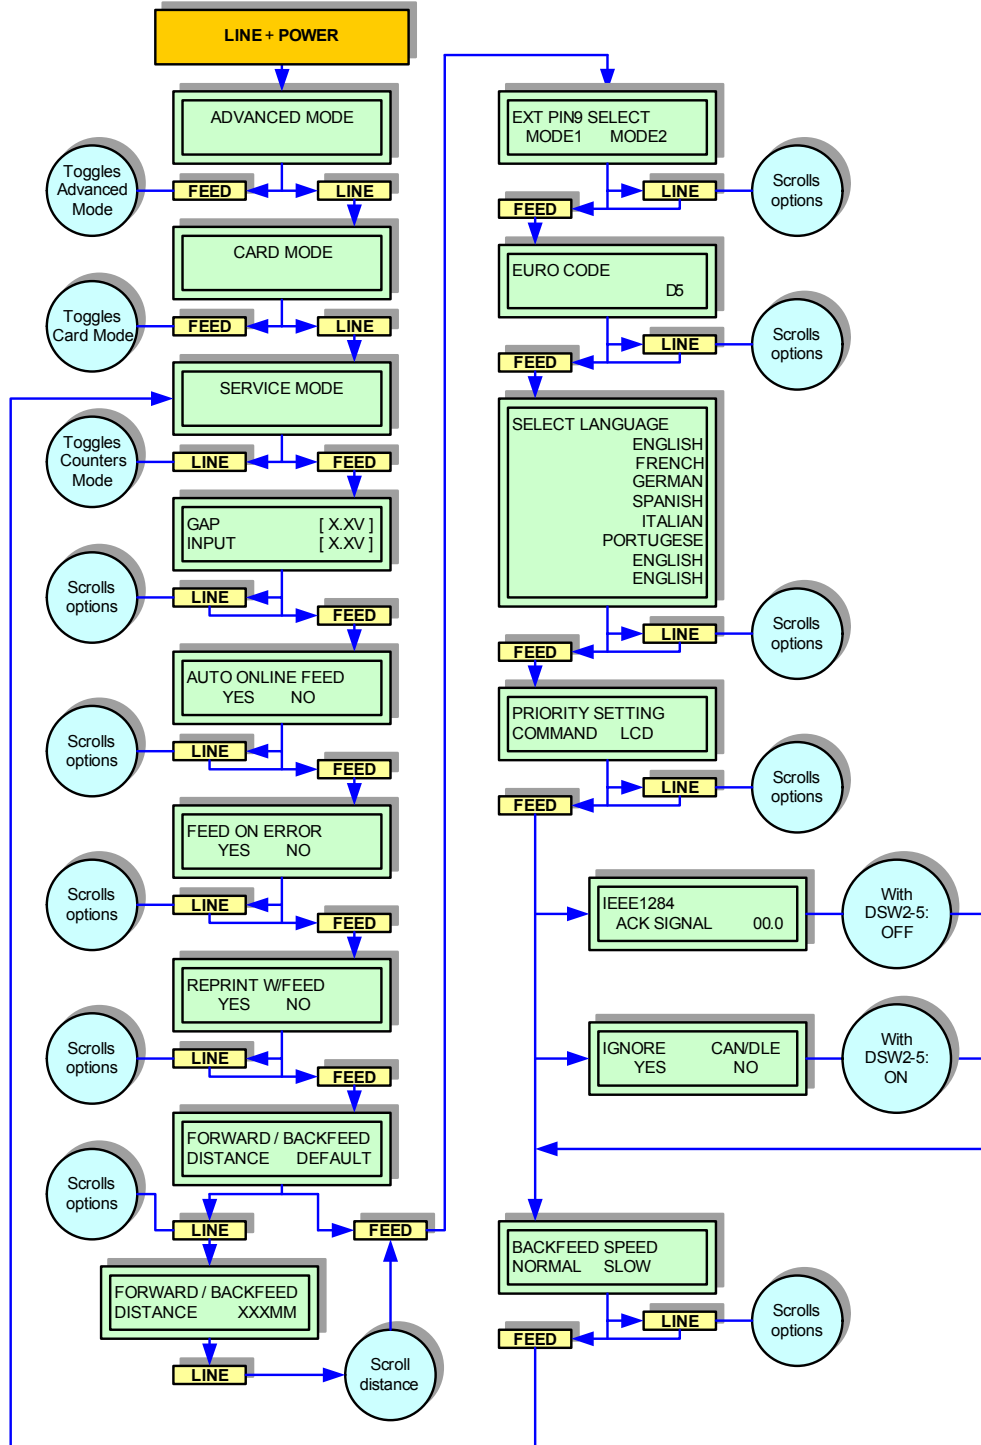 LINE + POWER
ADVANCED MODE
Toggles
Advanced
Mode
FEED
LINE
CARD MODE
Toggles
Card Mode
FEED
LINE
SERVICE MODE
Toggles
Counters
Mode
LINE
FEED
GAP [ X.XV ]
INPUT [ X.XV ]
Scrolls
options
LINE
FEED
AUTO ONLINE FEED
YES NO
Scrolls
options
LINE
FEED
FEED ON ERROR
YES NO
Scrolls
options
LINE
FEED
REPRINT W/FEED
YES NO
Scrolls
options
LINE
FEED
FORWARD / BACKFEED
DISTANCE DEFAULT
Scrolls
options
LINE
FEED
FORWARD / BACKFEED
DISTANCE XXXMM
LINE
Scroll
distance
EXT PIN9 SELECT
MODE1 MODE2
LINE
Scrolls
options
FEED
EURO CODE
D5
LINE
Scrolls
options
FEED
SELECT LANGUAGE
ENGLISH
FRENCH
GERMAN
SPANISH
ITALIAN
PORTUGESE
ENGLISH
ENGLISH
LINE
Scrolls
options
FEED
PRIORITY SETTING
COMMAND LCD
LINE
Scrolls
options
FEED
IEEE1284
ACK SIGNAL 00.0
With
DSW2-5:
OFF
IGNORE CAN/DLE
YES NO
With
DSW2-5:
ON
BACKFEED SPEED
NORMAL SLOW
LINE
Scrolls
options
FEED